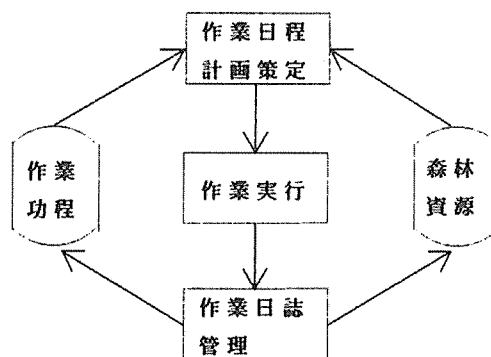 作業日程
計画策定
作業
功程
作業実行
森林
資源
作業日誌
管理